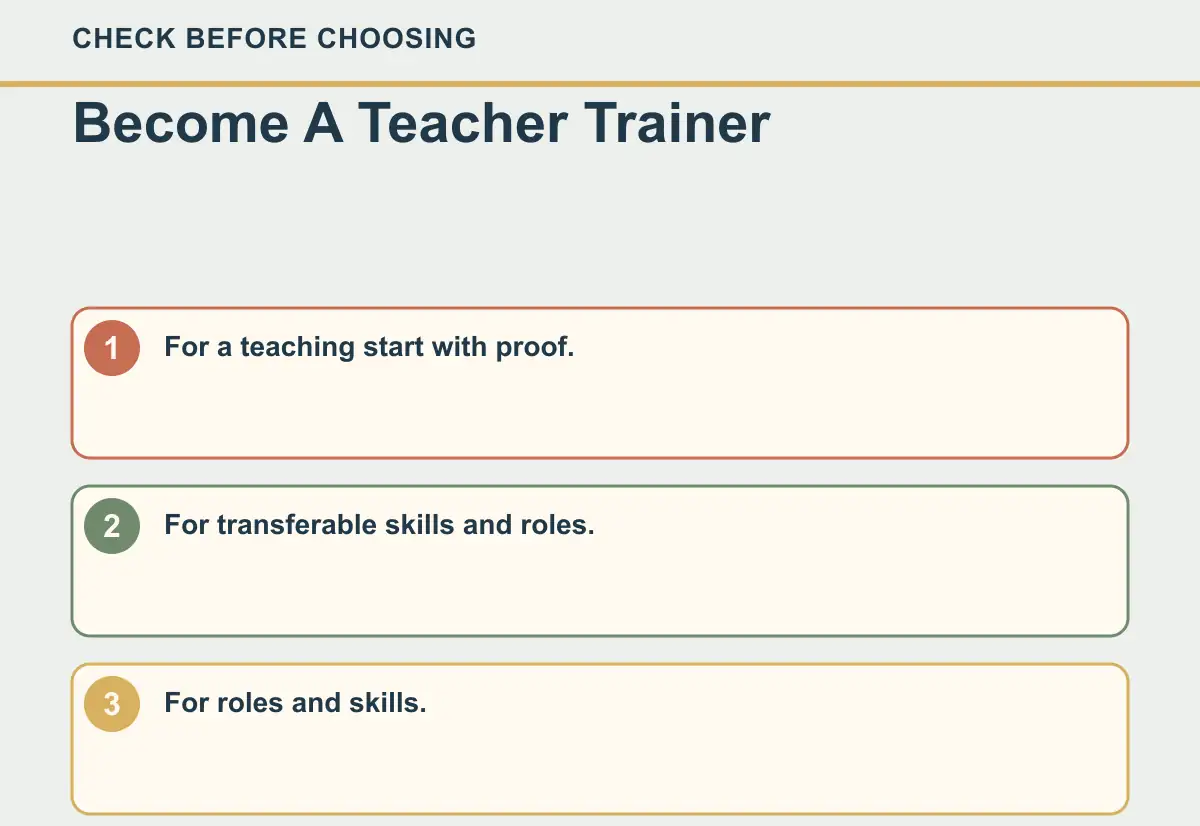 CHECK BEFORE CHOOSING
Become A Teacher Trainer
1 For a teaching start with proof.
2 For transferable skills and roles.
3 For roles and skills.